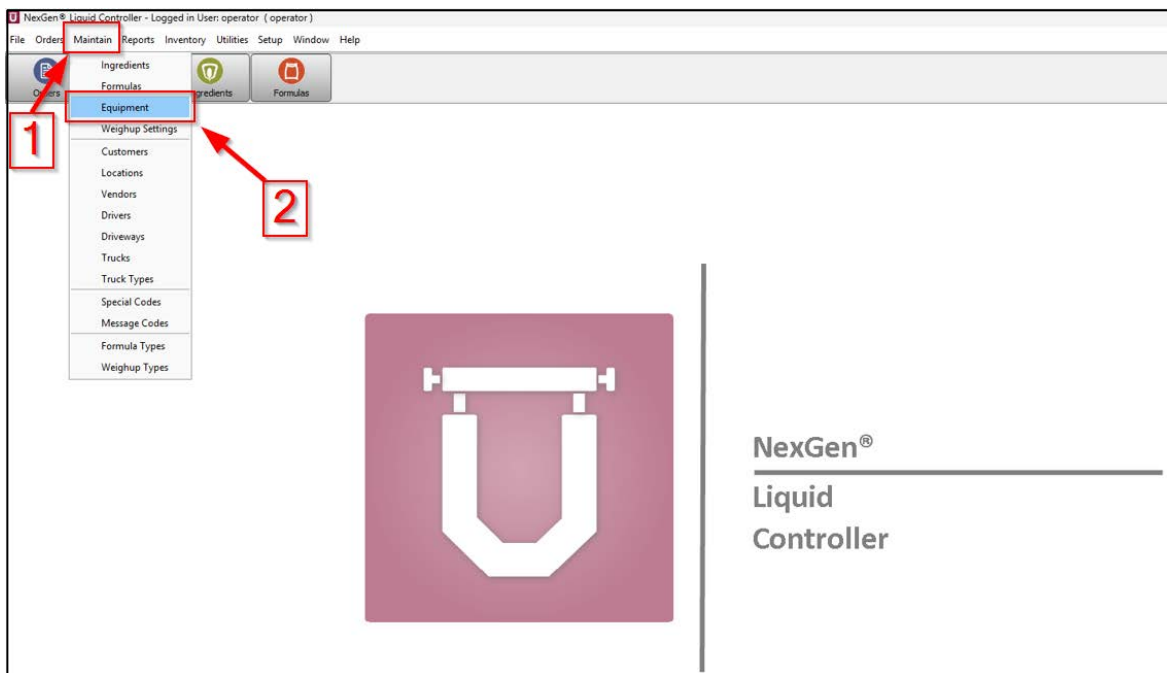 NexGen® Liquid Controller - Logged in User: operator ( operator )
File Orders Maintain Reports Inventory Utilities Setup Window Help
Ingredients
Formulas
Equipment
Weighup Settings
Customers
Locations
Vendors
Drivers
Driveways
Trucks
Truck Types
Special Codes
Message Codes
Formula Types
Weighup Types
Orders
gredients
Formulas
1
2
NexGen®
Liquid
Controller